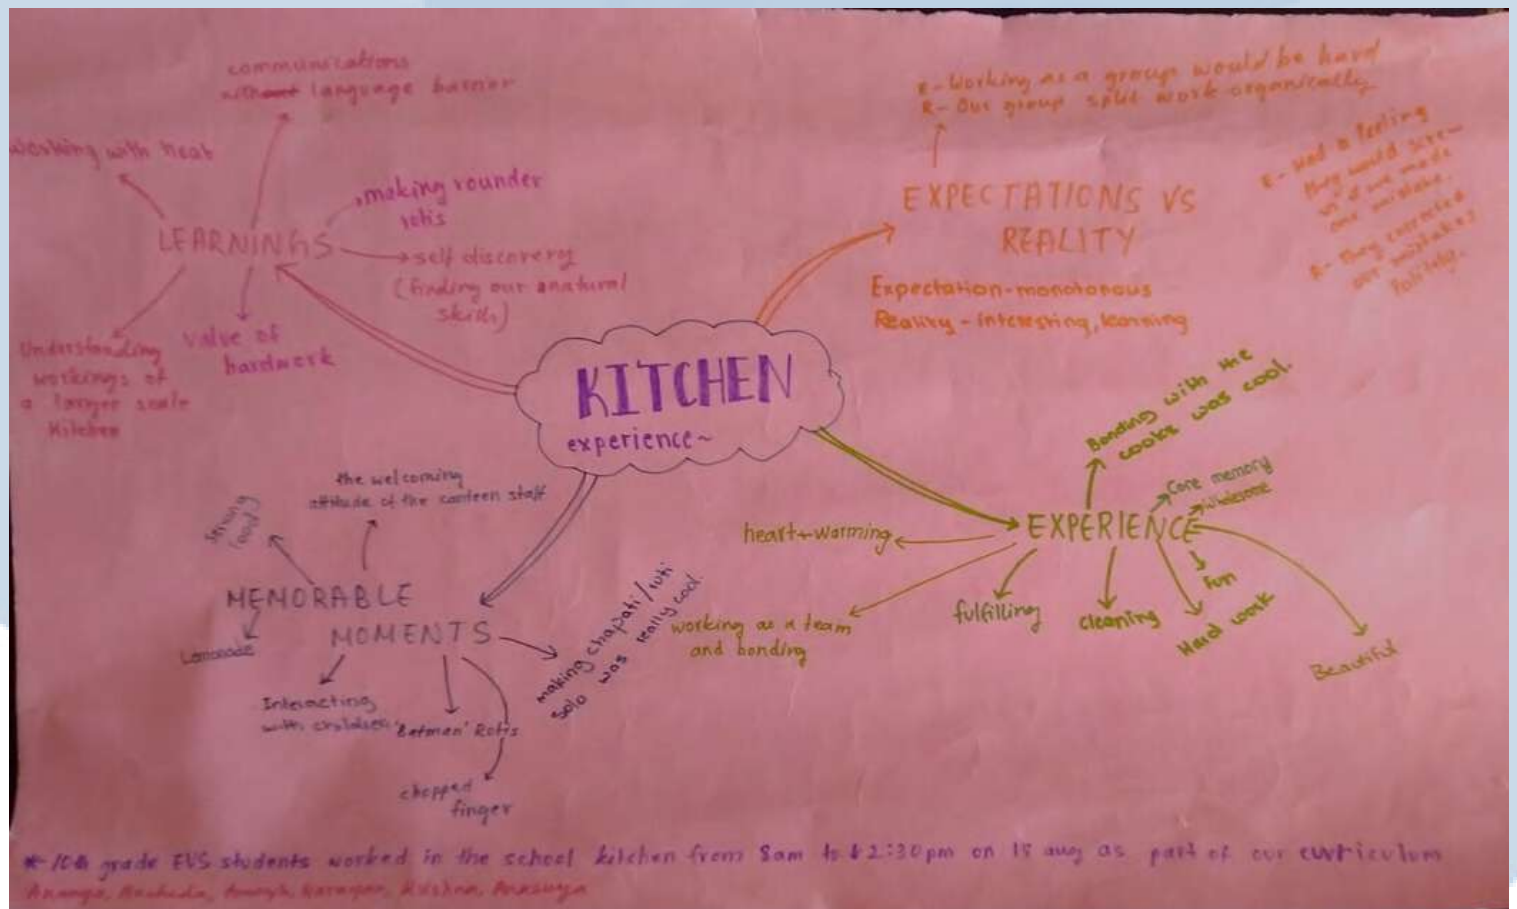 KITCHEN
experience~
LEARNINGS
communications
without language barrier
working with heat
making rounder
rotis
self discovery
(finding our natural
skills)
value of
hardwork
Understanding
workings of
a larger scale
Kitchen
EXPECTATIONS VS
REALITY
E - Working as a group would be hard
R - Our group split work organically
E - Had a feeling
they would
we made
one mistake.
R - They corrected
our mistakes
Politely.
Expectation - monotonous
Reality - interesting, learning
EXPERIENCE
Bonding with the
cooks was cool.
Core memory
Wholesome
heart-warming
working as a team
and bonding
fulfilling
cleaning
Fun
Hard work
Beautiful
MEMORABLE
MOMENTS
the welcoming
attitude of the canteen staff
food
Lemonade
Interacting
with children
'Batman' Rotis
chopped
finger
making chapati/roti
solo was really cool
* 10th grade EVS students worked in the school kitchen from 8am to 2:30pm on 18 aug as part of our curriculum
Krishna, Anasuya